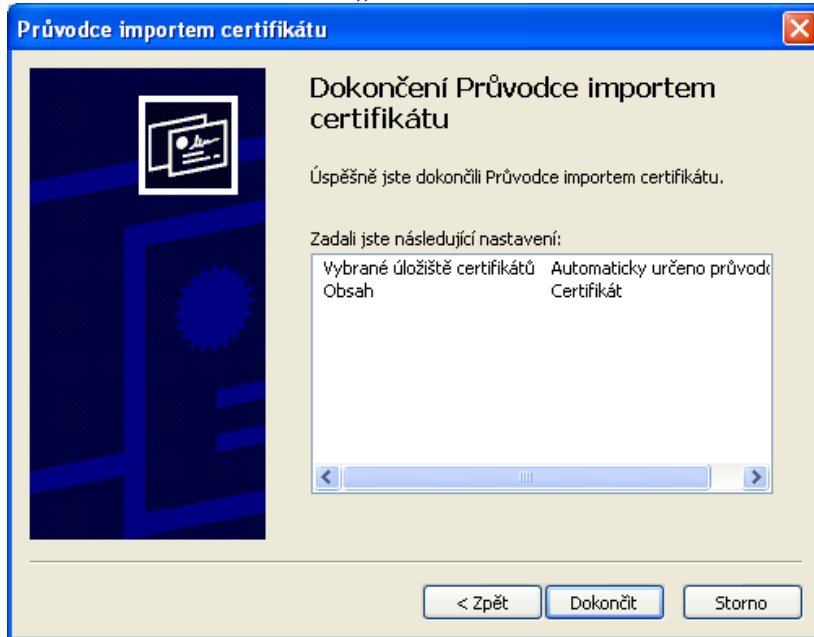 Průvodce importem certifikátu
Dokončení Průvodce importem
certifikátu
Úspěšně jste dokončili Průvodce importem certifikátu.
Zadali jste následující nastavení:
Vybrané úložiště certifikátů Automaticky určeno
Obsah Certifikát
< Zpět Dokončit Storno